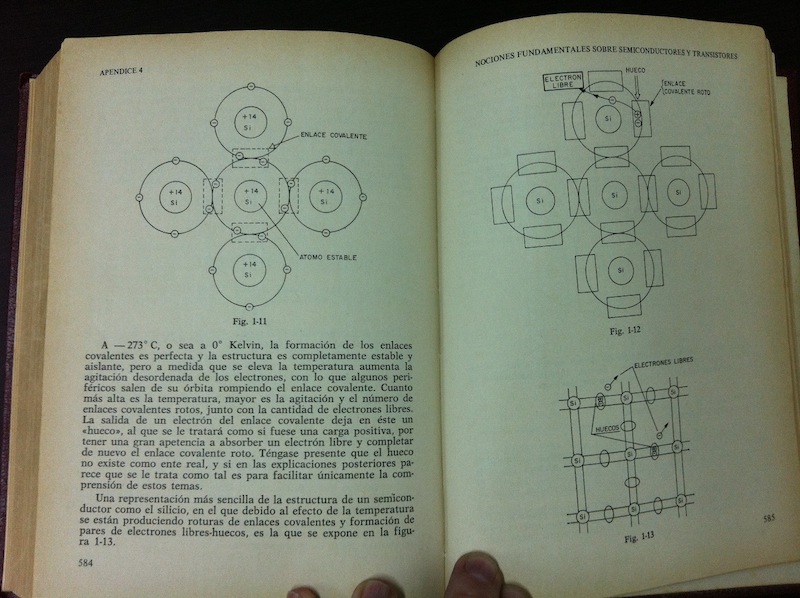 APENDICE 4
+14
Si
ENLACE COVALENTE
+14
Si
+14
Si
+14
Si
ATOMO ESTABLE
+14
Si
Fig. 1-11
A — 273° C, o sea a 0° Kelvin, la formación de los enlaces
covalentes es perfecta y la estructura es completamente estable y
aislante, pero a medida que se eleva la temperatura aumenta la
agitación desordenada de los electrones, con lo que algunos peri-
féricos salen de su órbita rompiendo el enlace covalente. Cuanto
más alta es la temperatura, mayor es la agitación y el número de
enlaces covalentes rotos, junto con la cantidad de electrones libres.
La salida de un electrón del enlace covalente deja en éste un
«hueco», al que se le tratará como si fuese una carga positiva, por
tener una gran apetencia a absorber un electrón libre y completar
de nuevo el enlace covalente roto. Téngase presente que el hueco
no existe como ente real, y si en las explicaciones posteriores pa-
rece que se le trata como tal es para facilitar únicamente la com-
prensión de estos temas.
Una representación más sencilla de la estructura de un semicon-
ductor como el silicio, en el que debido al efecto de la temperatura
se están produciendo roturas de enlaces covalentes y formación de
pares de electrones libres-huecos, es la que se expone en la figu-
ra 1-13.
584
NOCIONES FUNDAMENTALES SOBRE SEMICONDUCTORES Y TRANSISTORES
ELECTRON
LIBRE
HUECO
ENLACE
COVALENTE ROTO
Si
Si
Si
Si
Si
Fig. 1-12
ELECTRONES LIBRES
Si
Si
Si
HUECOS
Si
Si
Si
Si
Si
Si
Fig. 1-13
585